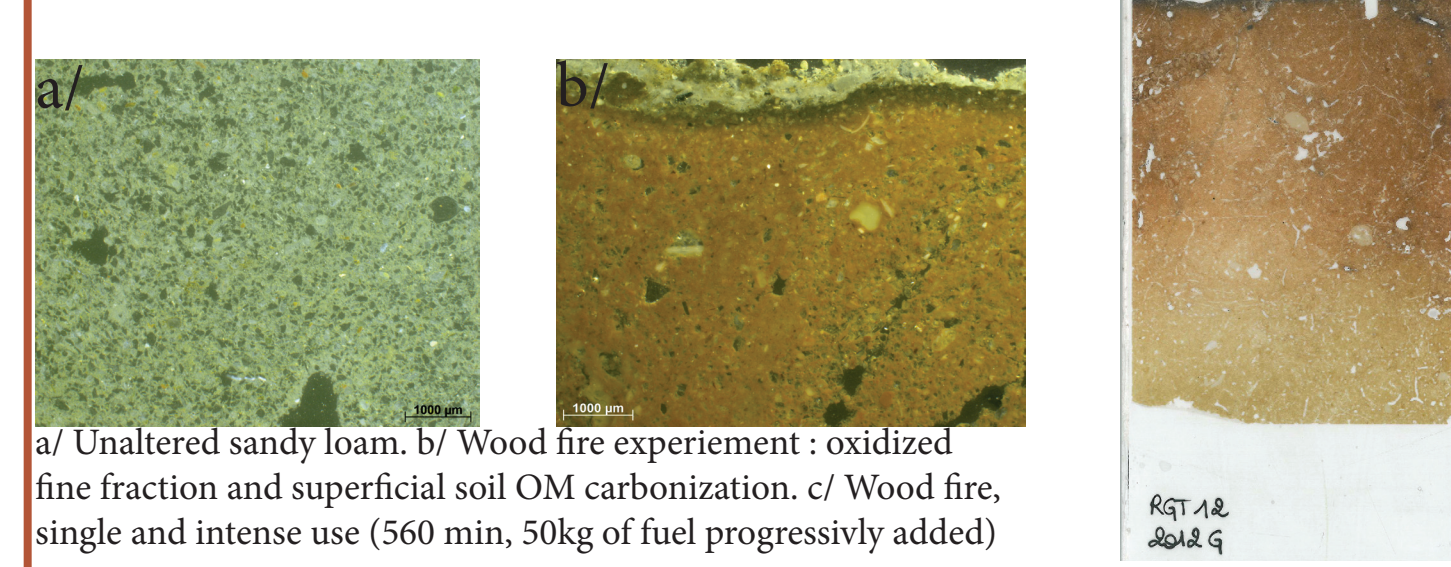 a/
b/
1000 µm
1000 µm
a/ Unaltered sandy loam. b/ Wood fire experiement : oxidized
fine fraction and superficial soil OM carbonization. c/ Wood fire,
single and intense use (560 min, 50kg of fuel progressivly added)
RGT 12
2012 G